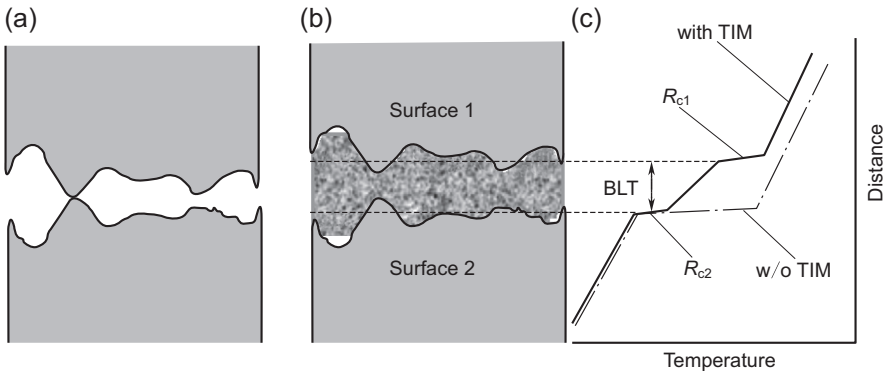 (a)
(b)
(c)
with TIM
R_c1
Surface 1
BLT
Distance
Surface 2
R_c2
w/o TIM
Temperature